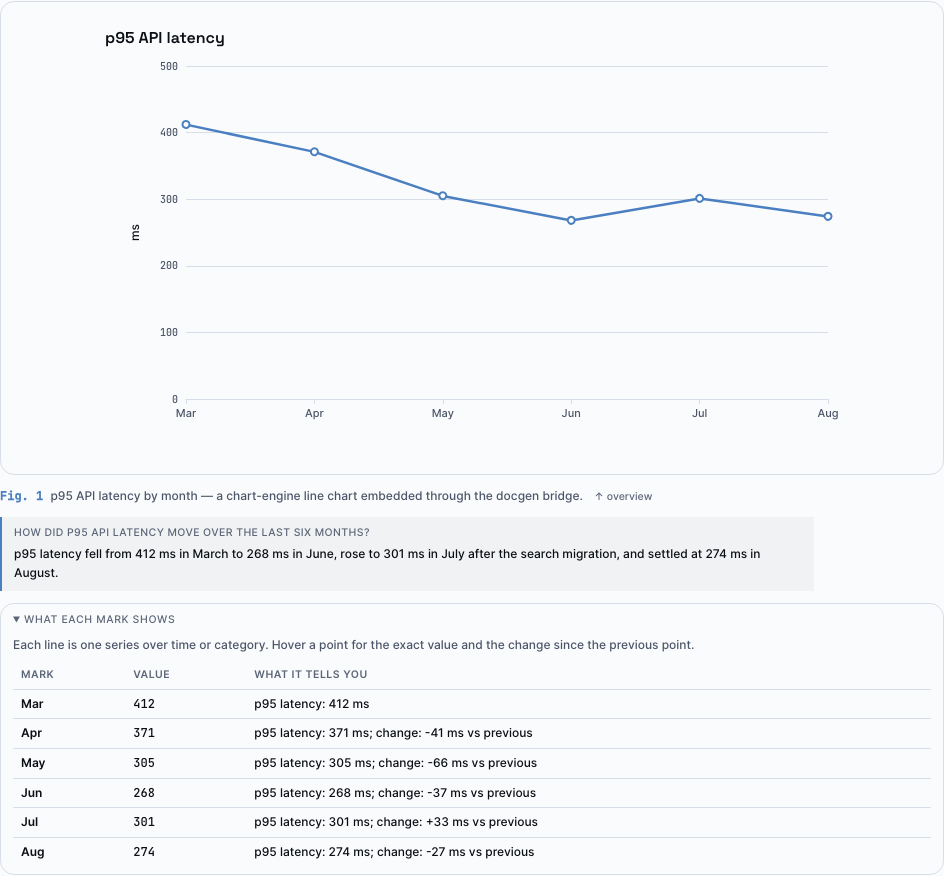 p95 API latency
500
400
300
200
100
0
ms
Mar Apr May Jun Jul Aug
Fig. 1 p95 API latency by month — a chart-engine line chart embedded through the docgen bridge. ↑ overview
HOW DID P95 API LATENCY MOVE OVER THE LAST SIX MONTHS?
p95 latency fell from 412 ms in March to 268 ms in June, rose to 301 ms in July after the search migration, and settled at 274 ms in
August.
▼ WHAT EACH MARK SHOWS
Each line is one series over time or category. Hover a point for the exact value and the change since the previous point.
MARK VALUE WHAT IT TELLS YOU
Mar 412 p95 latency: 412 ms
Apr 371 p95 latency: 371 ms; change: -41 ms vs previous
May 305 p95 latency: 305 ms; change: -66 ms vs previous
Jun 268 p95 latency: 268 ms; change: -37 ms vs previous
Jul 301 p95 latency: 301 ms; change: +33 ms vs previous
Aug 274 p95 latency: 274 ms; change: -27 ms vs previous